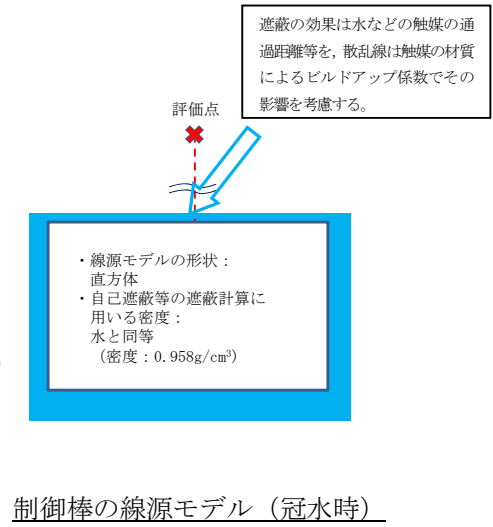 遮蔽の効果は水などの触媒の通
過距離等を，散乱線は触媒の材質
によるビルドアップ係数でその
影響を考慮する。
評価点
・線源モデルの形状：
直方体
・自己遮蔽等の遮蔽計算に
用いる密度：
水と同等
（密度：0.958g/cm³）
制御棒の線源モデル（冠水時）